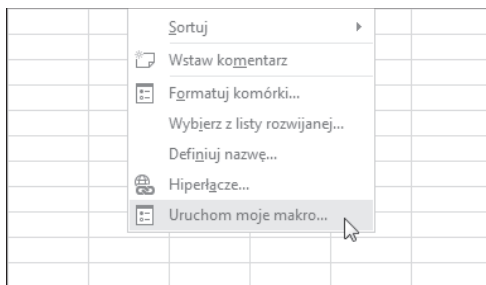 Sortuj
Wstaw komentarz
Formatuj komórki...
Wybierz z listy rozwijanej...
Definiuj nazwę...
Hiperłącze...
Uruchom moje makro...